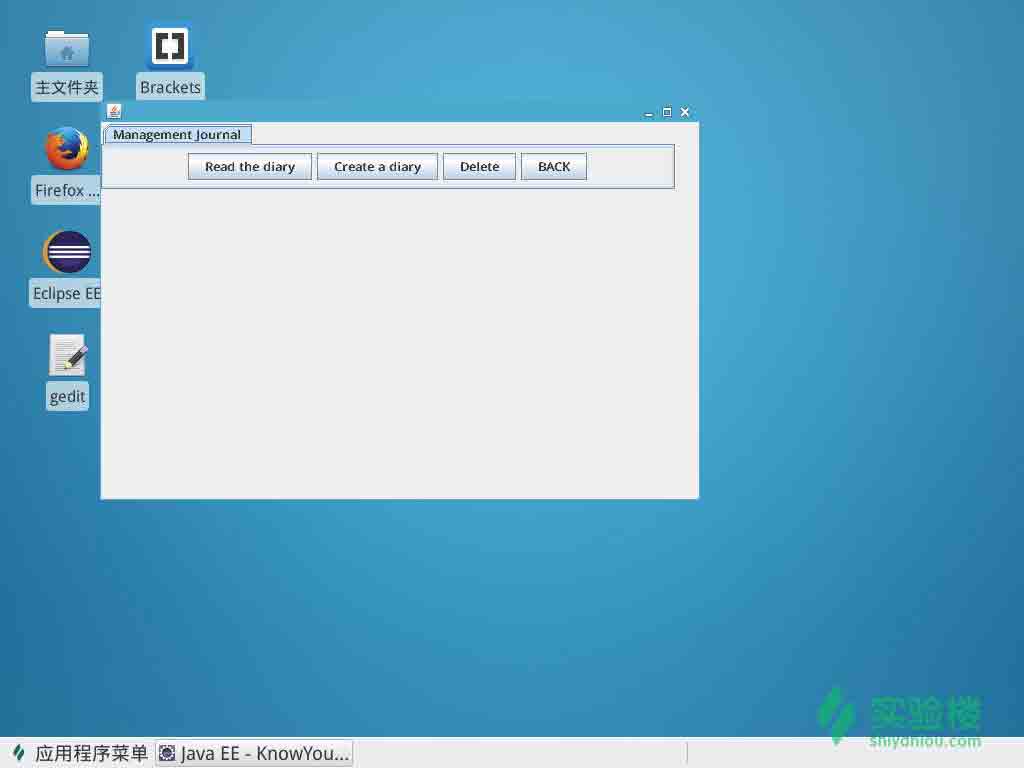 主文件夹
Brackets
Management Journal
Read the diary
Create a diary
Delete
BACK
Firefox ...
Eclipse EE
gedit
实验楼
shiyanlou.com
应用程序菜单
Java EE - KnowYou...